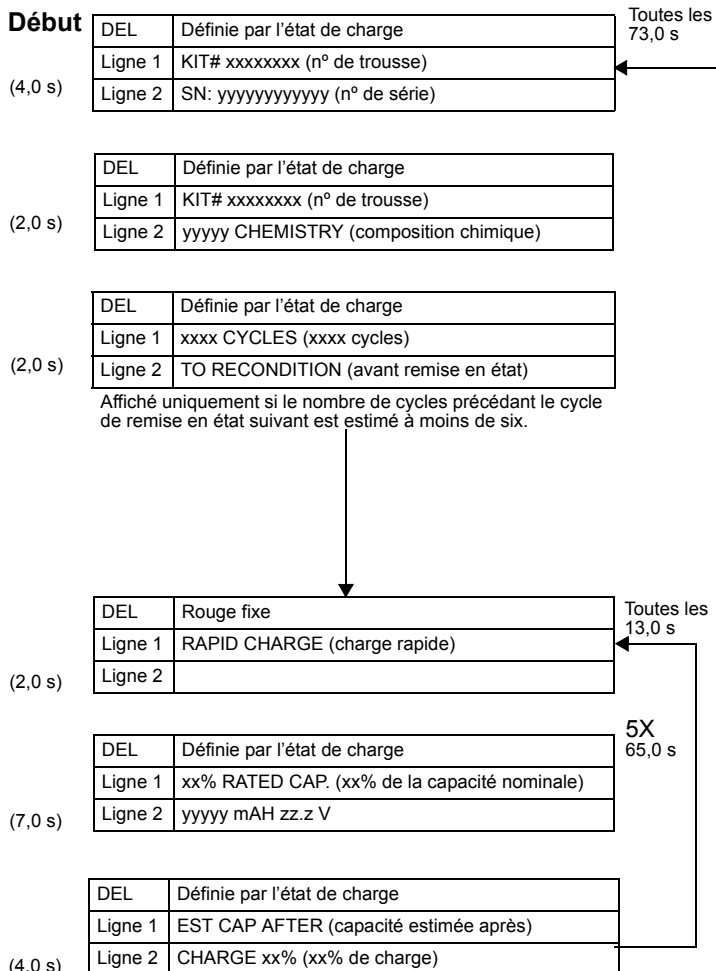 Début
Toutes les
73,0 s
DEL Définie par l'état de charge
Ligne 1 KIT# xxxxxxxx (nº de trousse)
(4,0 s)
Ligne 2 SN: yyyyyyyyyyyy (nº de série)
DEL Définie par l'état de charge
Ligne 1 KIT# xxxxxxxx (nº de trousse)
(2,0 s)
Ligne 2 yyyyy CHEMISTRY (composition chimique)
DEL Définie par l'état de charge
Ligne 1 xxxx CYCLES (xxxx cycles)
(2,0 s)
Ligne 2 TO RECONDITION (avant remise en état)
Affiché uniquement si le nombre de cycles précédant le cycle
de remise en état suivant est estimé à moins de six.
DEL Rouge fixe
Toutes les
13,0 s
Ligne 1 RAPID CHARGE (charge rapide)
(2,0 s)
Ligne 2
5X
65,0 s
DEL Définie par l'état de charge
Ligne 1 xx% RATED CAP. (xx% de la capacité nominale)
(7,0 s)
Ligne 2 yyyyy mAH zz.z V
DEL Définie par l'état de charge
Ligne 1 EST CAP AFTER (capacité estimée après)
(4,0 s)
Ligne 2 CHARGE xx% (xx% de charge)